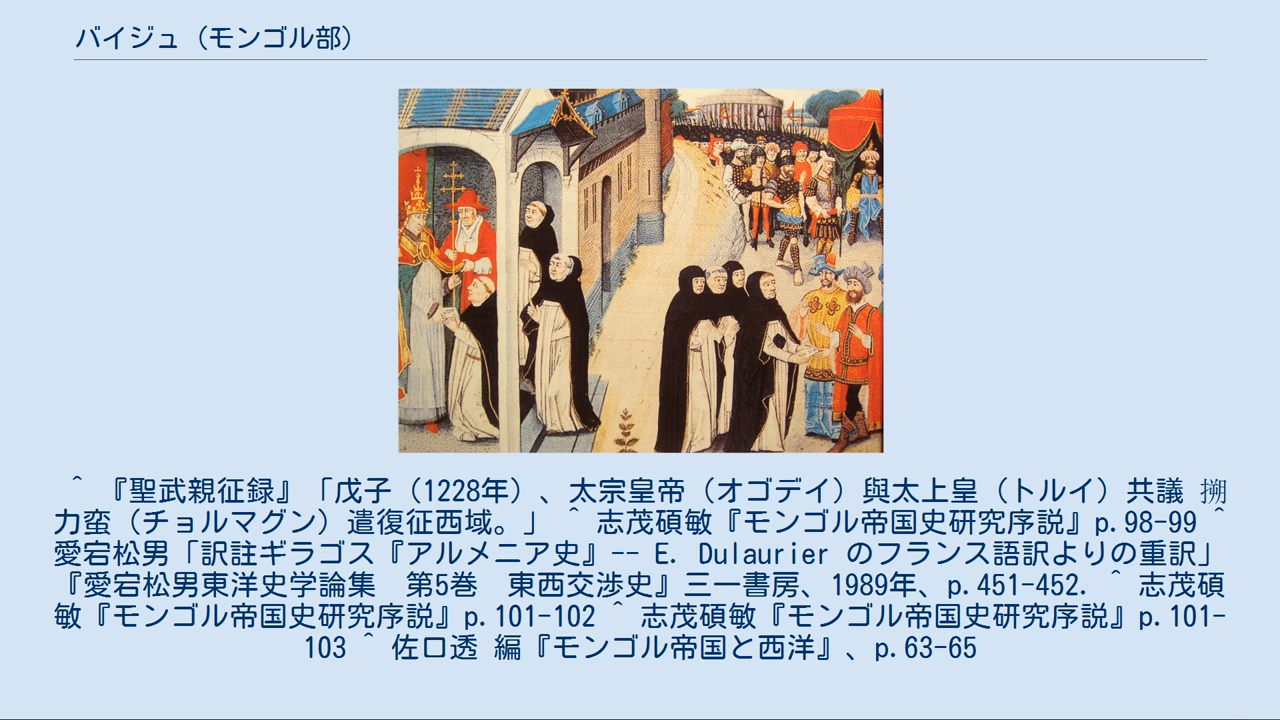 バイジュ（モンゴル部）
^ 『聖武親征録』「戊子（1228年）、太宗皇帝（オゴデイ）與太上皇（トルイ）共議 搠
力蛮（チョルマグン）遣復征西域。」 ^ 志茂碩敏『モンゴル帝国史研究序説』p.98-99 ^
愛宕松男「訳註ギラゴス『アルメニア史』-- E. Dulaurier のフランス語訳よりの重訳」
『愛宕松男東洋史学論集　第5巻　東西交渉史』三一書房、1989年、p.451-452. ^ 志茂碩
敏『モンゴル帝国史研究序説』p.101-102 ^ 志茂碩敏『モンゴル帝国史研究序説』p.101-
103 ^ 佐口透 編『モンゴル帝国と西洋』、p.63-65